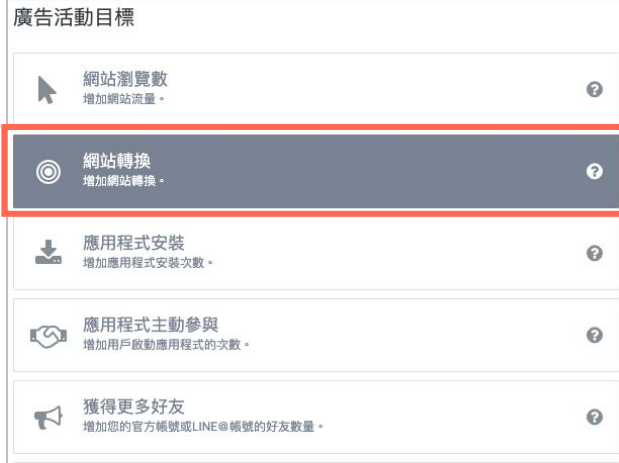 廣告活動目標
網站瀏覽數
增加網站流量。
網站轉換
增加網站轉換。
應用程式安裝
增加應用程式安裝次數。
應用程式主動參與
增加用戶啟動應用程式的次數。
獲得更多好友
增加您的官方帳號或LINE@帳號的好友數量。